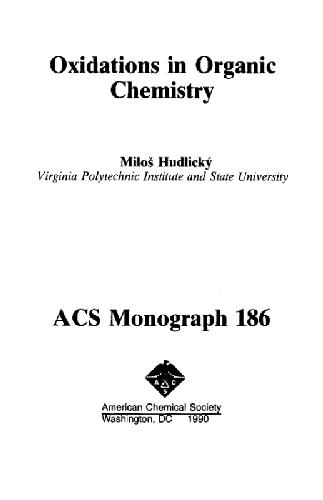 Oxidations in Organic
Chemistry
Miloš Hudlický
Virginia Polytechnic Institute and State University
ACS Monograph 186
A C
S
American Chemical Society
Washington, DC 1990